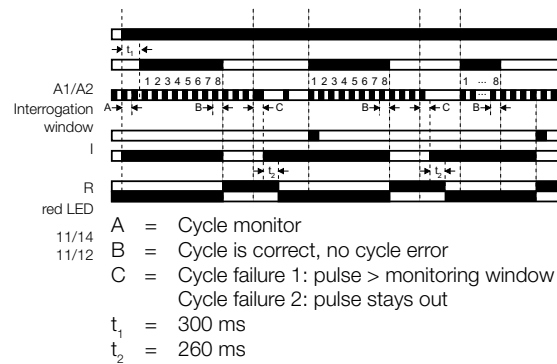 t1
1 2 3 4 5 6 7 8 1 2 3 4 5 6 7 8 1 ... 8
A1/A2
Interrogation
window
A B C B C B
I
t2 t2
R
red LED
11/14
11/12
A = Cycle monitor
B = Cycle is correct, no cycle error
C = Cycle failure 1: pulse > monitoring window
Cycle failure 2: pulse stays out
t1 = 300 ms
t2 = 260 ms